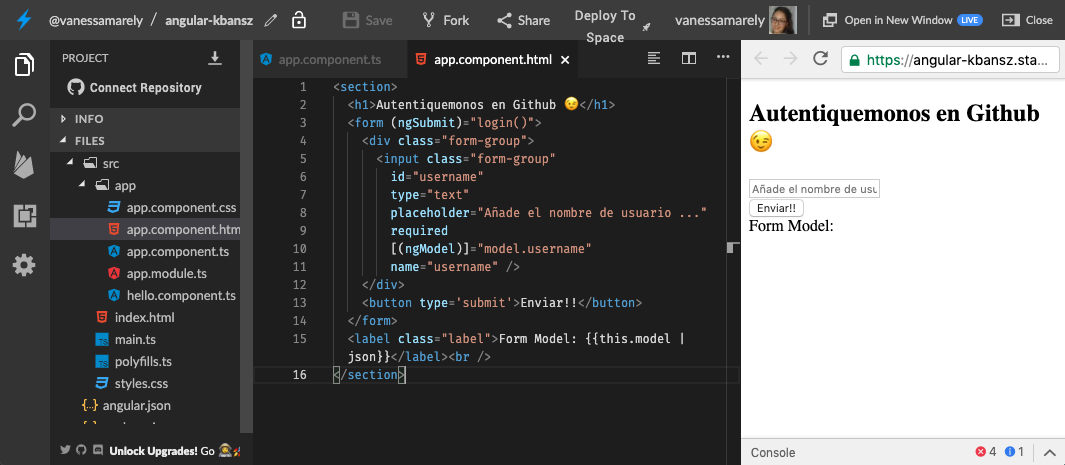 @vanessamarely / angular-kbansz
Save
Fork
Share
Deploy To
Space
vanessamarely
Open in New Window LIVE
Close
PROJECT
Connect Repository
INFO
FILES
src
app
app.component.css
app.component.htm
app.component.ts
app.module.ts
hello.component.ts
index.html
main.ts
polyfills.ts
styles.css
{..} angular.json
Unlock Upgrades! Go
app.component.ts
app.component.html ×
1 <section>
2 <h1>Autentiquemonos en Github 😉</h1>
3 <form (ngSubmit)="login()">
4 <div class="form-group">
5 <input class="form-group"
6 id="username"
7 type="text"
8 placeholder="Añade el nombre de usuario ..."
9 required
10 [(ngModel)]="model.username"
11 name="username" />
12 </div>
13 <button type='submit'>Enviar!!</button>
14 </form>
15 <label class="label">Form Model: {{this.model |
json}}</label><br />
16 </section>
https://angular-kbansz.sta...
Autentiquemonos en Github
😉
Añade el nombre de usu
Enviar!!
Form Model:
Console
4
1